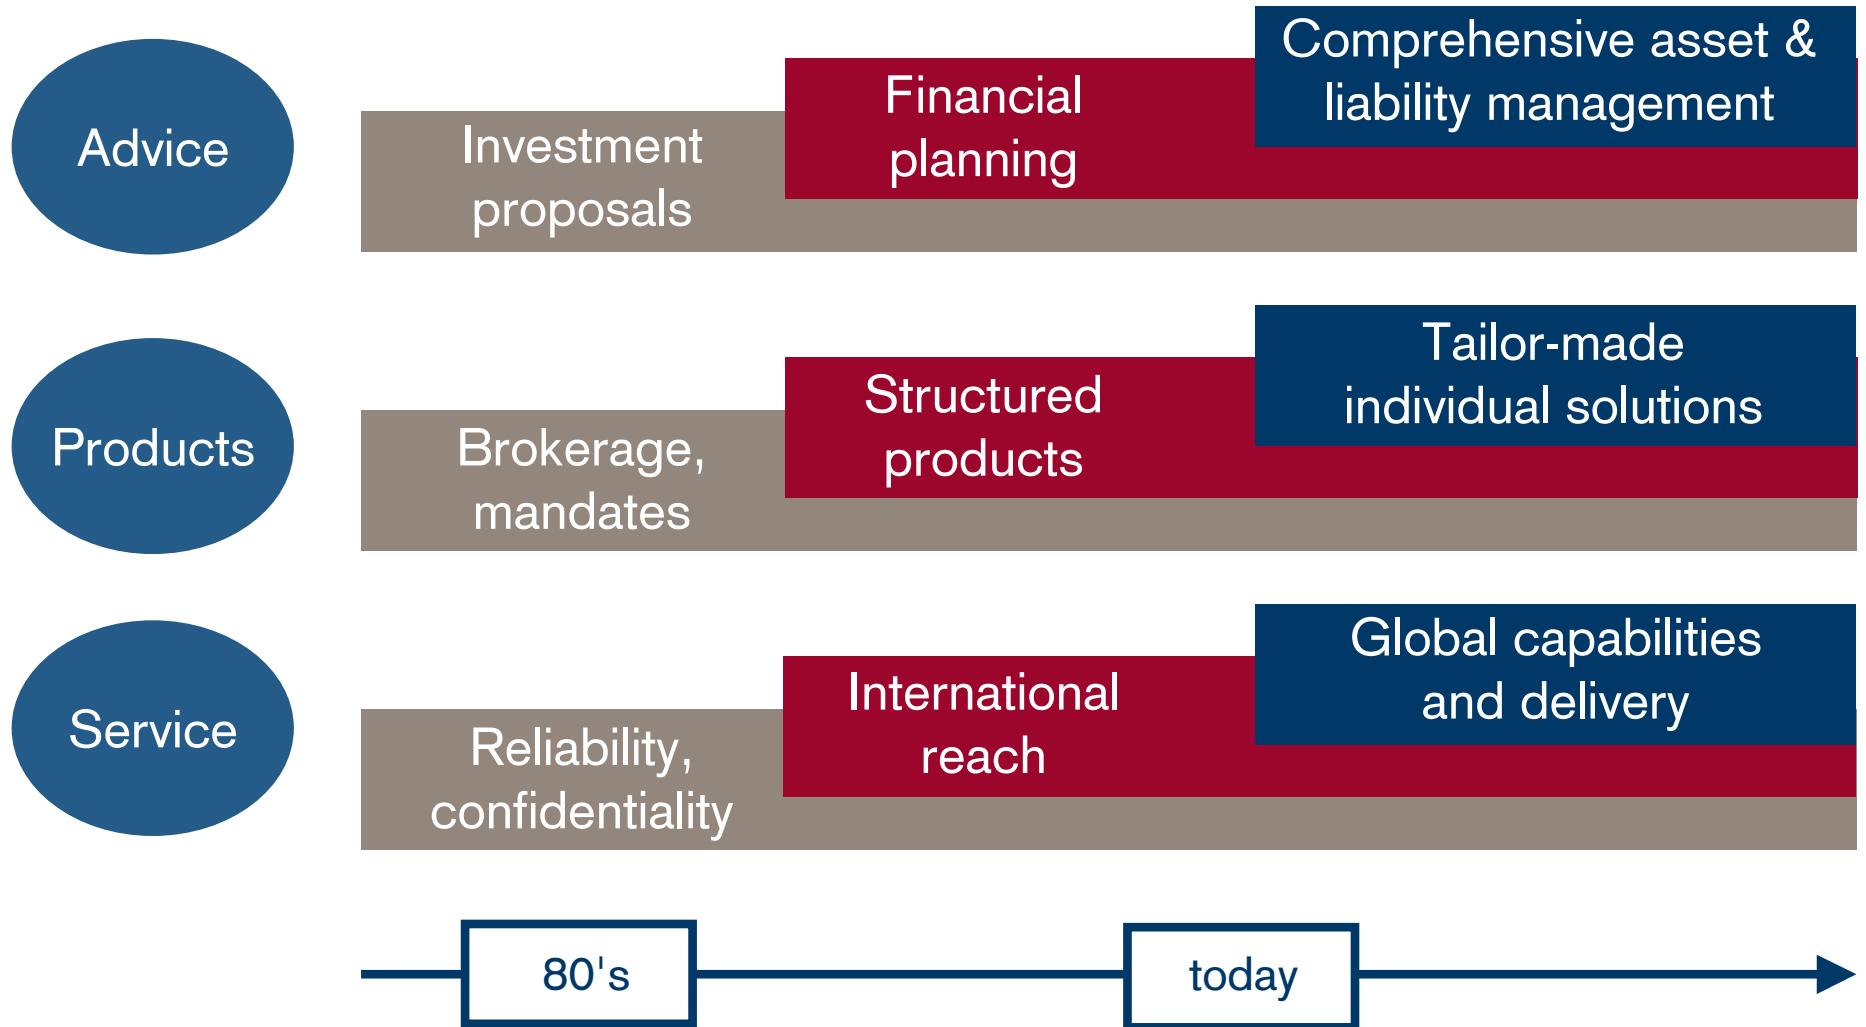 Advice
Investment
proposals
Financial
planning
Comprehensive asset &
liability management
Products
Brokerage,
mandates
Structured
products
Tailor-made
individual solutions
Service
Reliability,
confidentiality
International
reach
Global capabilities
and delivery
80's
today